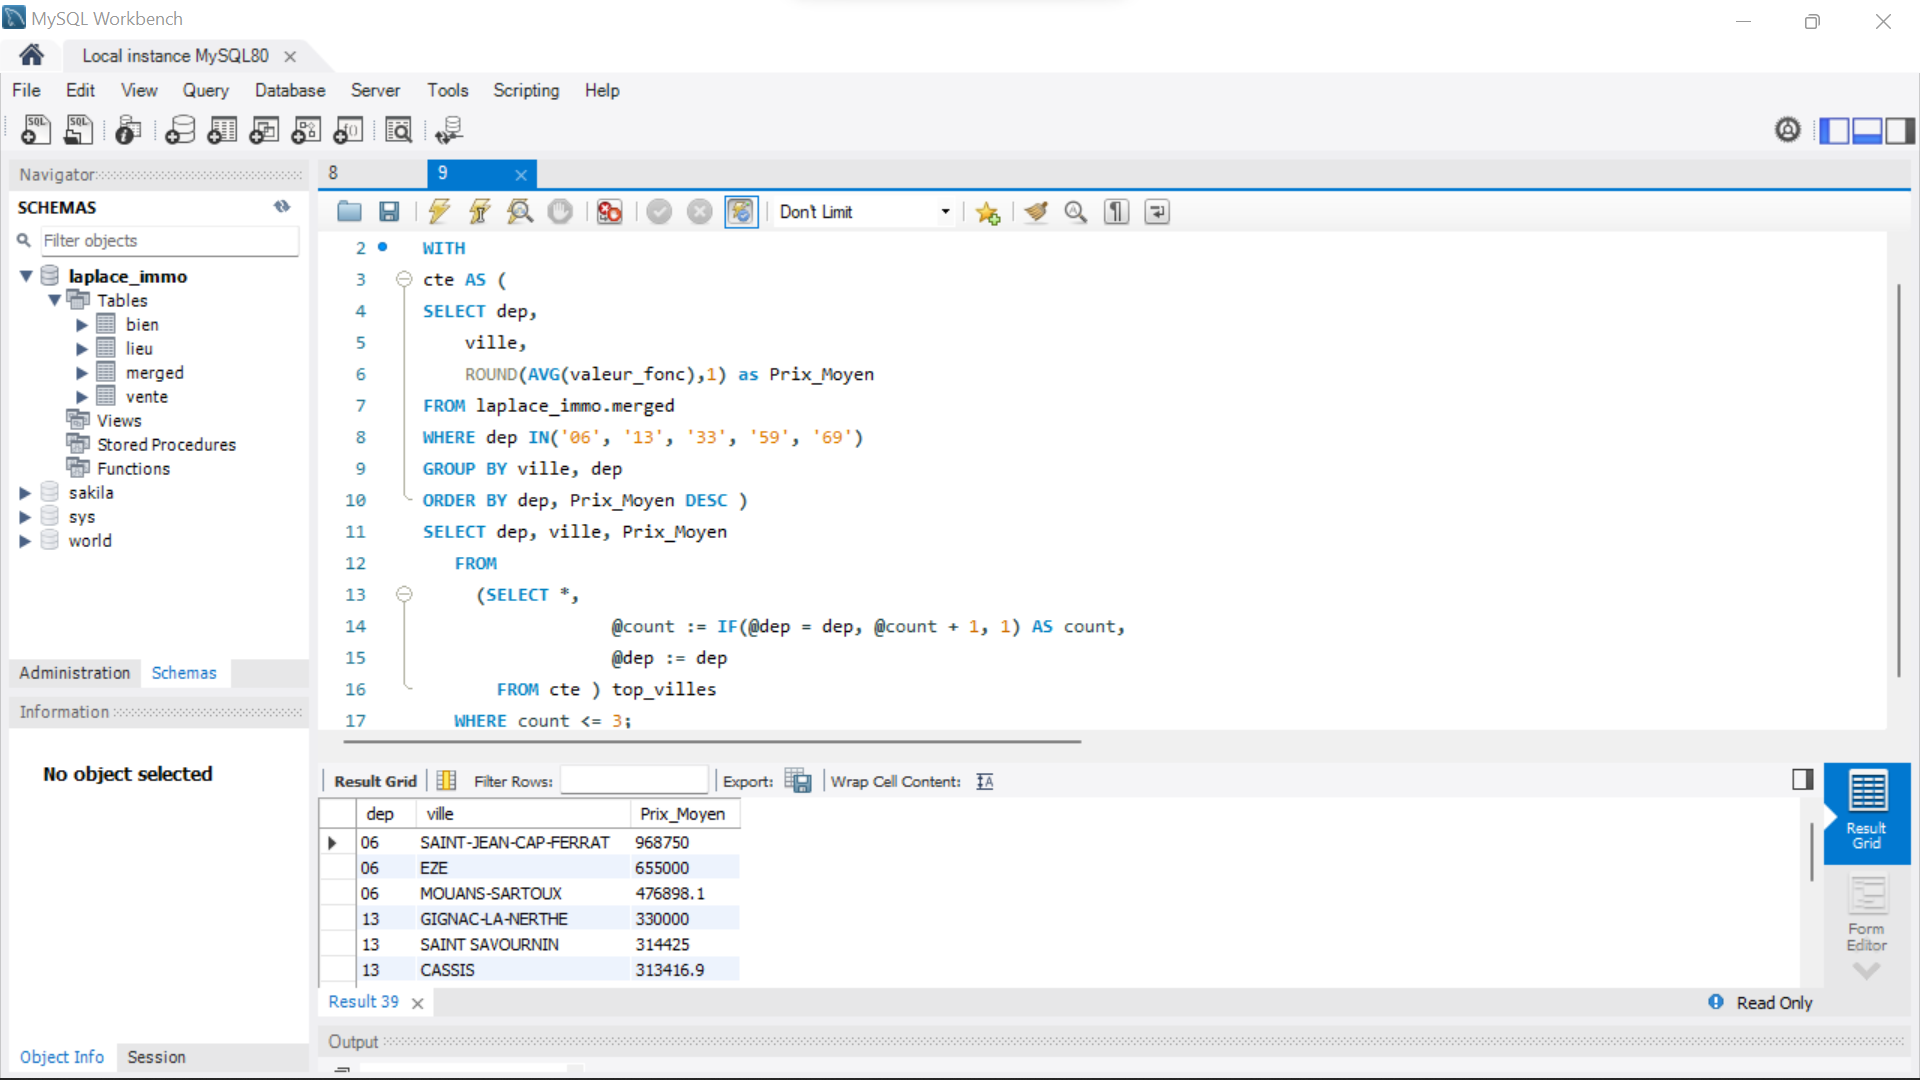 MySQL Workbench
Local instance MySQL80
File Edit View Query Database Server Tools Scripting Help
Navigator
SCHEMAS
Filter objects
laplace_immo
Tables
bien
lieu
merged
vente
Views
Stored Procedures
Functions
sakila
sys
world
Administration Schemas
Information
No object selected
Object Info Session
8 9
Don't Limit
2 WITH
3 cte AS (
4 SELECT dep,
5 ville,
6 ROUND(AVG(valeur_fonc),1) as Prix_Moyen
7 FROM laplace_immo.merged
8 WHERE dep IN('06', '13', '33', '59', '69')
9 GROUP BY ville, dep
10 ORDER BY dep, Prix_Moyen DESC )
11 SELECT dep, ville, Prix_Moyen
12 FROM
13 (SELECT *,
14 @count := IF(@dep = dep, @count + 1, 1) AS count,
15 @dep := dep
16 FROM cte ) top_villes
17 WHERE count <= 3;
Result Grid Filter Rows: Export: Wrap Cell Content:
dep ville Prix_Moyen
06 SAINT-JEAN-CAP-FERRAT 968750
06 EZE 655000
06 MOUANS-SARTOUX 476898.1
13 GIGNAC-LA-NERTHE 330000
13 SAINT SAVOURNIN 314425
13 CASSIS 313416.9
Result Grid
Form Editor
Result 39
Read Only
Output